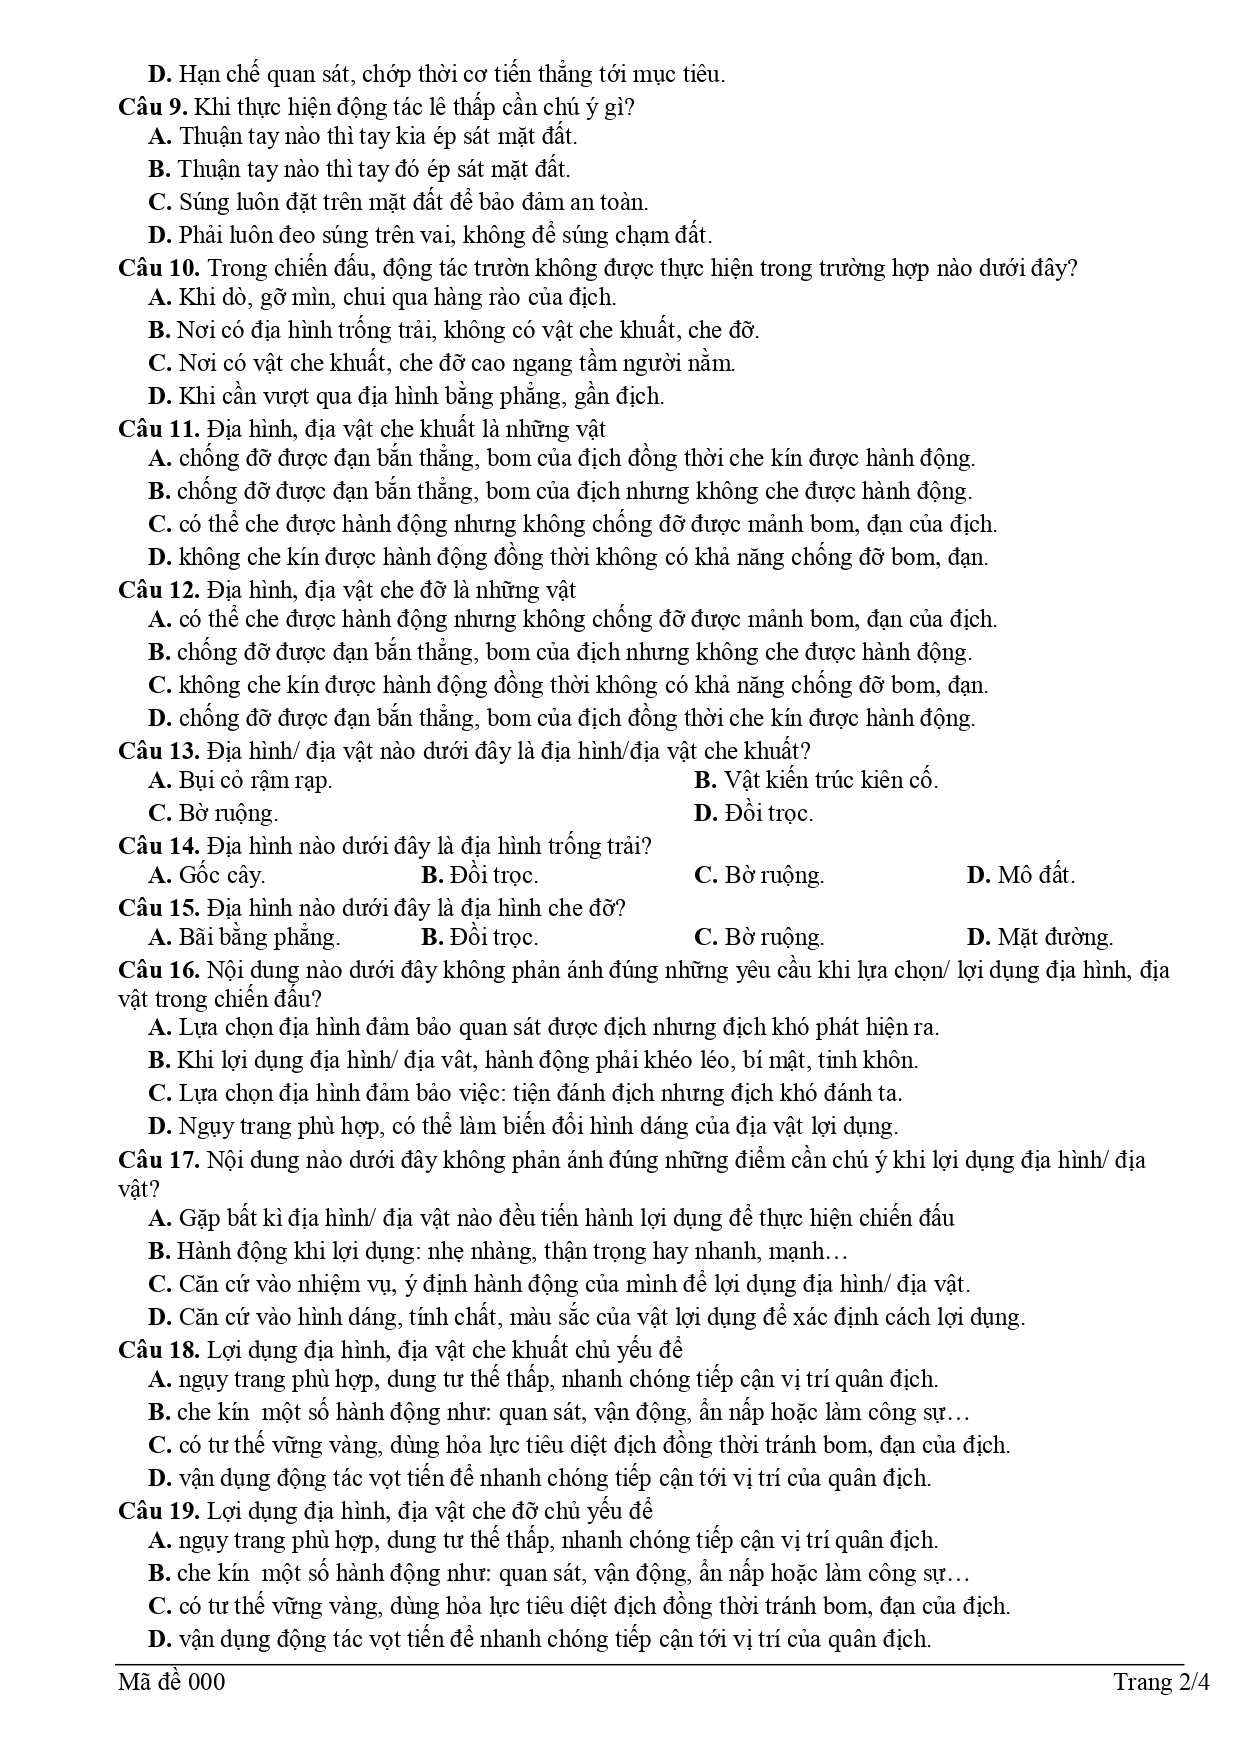 D. Hạn chế quan sát, chớp thời cơ tiến thẳng tới mục tiêu.
Câu 9. Khi thực hiện động tác lê thấp cần chú ý gì?
A. Thuận tay nào thì tay kia ép sát mặt đất.
B. Thuận tay nào thì tay đó ép sát mặt đất.
C. Súng luôn đặt trên mặt đất để bảo đảm an toàn.
D. Phải luôn đeo súng trên vai, không để súng chạm đất.
Câu 10. Trong chiến đấu, động tác trườn không được thực hiện trong trường hợp nào dưới đây?
A. Khi dò, gỡ mìn, chui qua hàng rào của địch.
B. Nơi có địa hình trống trải, không có vật che khuất, che đỡ.
C. Nơi có vật che khuất, che đỡ cao ngang tầm người nằm.
D. Khi cần vượt qua địa hình bằng phẳng, gần địch.
Câu 11. Địa hình, địa vật che khuất là những vật
A. chống đỡ được đạn bắn thẳng, bom của địch đồng thời che kín được hành động.
B. chống đỡ được đạn bắn thẳng, bom của địch nhưng không che được hành động.
C. có thể che được hành động nhưng không chống đỡ được mảnh bom, đạn của địch.
D. không che kín được hành động đồng thời không có khả năng chống đỡ bom, đạn.
Câu 12. Địa hình, địa vật che đỡ là những vật
A. có thể che được hành động nhưng không chống đỡ được mảnh bom, đạn của địch.
B. chống đỡ được đạn bắn thẳng, bom của địch nhưng không che được hành động.
C. không che kín được hành động đồng thời không có khả năng chống đỡ bom, đạn.
D. chống đỡ được đạn bắn thẳng, bom của địch đồng thời che kín được hành động.
Câu 13. Địa hình/ địa vật nào dưới đây là địa hình/địa vật che khuất?
A. Bụi cỏ rậm rạp. B. Vật kiến trúc kiên cố.
C. Bờ ruộng. D. Đồi trọc.
Câu 14. Địa hình nào dưới đây là địa hình trống trải?
A. Gốc cây. B. Đồi trọc. C. Bờ ruộng. D. Mô đất.
Câu 15. Địa hình nào dưới đây là địa hình che đỡ?
A. Bãi bằng phẳng. B. Đồi trọc. C. Bờ ruộng. D. Mặt đường.
Câu 16. Nội dung nào dưới đây không phản ánh đúng những yêu cầu khi lựa chọn/ lợi dụng địa hình, địa
vật trong chiến đấu?
A. Lựa chọn địa hình đảm bảo quan sát được địch nhưng địch khó phát hiện ra.
B. Khi lợi dụng địa hình/ địa vât, hành động phải khéo léo, bí mật, tinh khôn.
C. Lựa chọn địa hình đảm bảo việc: tiện đánh địch nhưng địch khó đánh ta.
D. Ngụy trang phù hợp, có thể làm biến đổi hình dáng của địa vật lợi dụng.
Câu 17. Nội dung nào dưới đây không phản ánh đúng những điểm cần chú ý khi lợi dụng địa hình/ địa
vật?
A. Gặp bất kì địa hình/ địa vật nào đều tiến hành lợi dụng để thực hiện chiến đấu
B. Hành động khi lợi dụng: nhẹ nhàng, thận trọng hay nhanh, mạnh…
C. Căn cứ vào nhiệm vụ, ý định hành động của mình để lợi dụng địa hình/ địa vật.
D. Căn cứ vào hình dáng, tính chất, màu sắc của vật lợi dụng để xác định cách lợi dụng.
Câu 18. Lợi dụng địa hình, địa vật che khuất chủ yếu để
A. ngụy trang phù hợp, dung tư thế thấp, nhanh chóng tiếp cận vị trí quân địch.
B. che kín  một số hành động như: quan sát, vận động, ẩn nấp hoặc làm công sự…
C. có tư thế vững vàng, dùng hỏa lực tiêu diệt địch đồng thời tránh bom, đạn của địch.
D. vận dụng động tác vọt tiến để nhanh chóng tiếp cận tới vị trí của quân địch.
Câu 19. Lợi dụng địa hình, địa vật che đỡ chủ yếu để
A. ngụy trang phù hợp, dung tư thế thấp, nhanh chóng tiếp cận vị trí quân địch.
B. che kín  một số hành động như: quan sát, vận động, ẩn nấp hoặc làm công sự…
C. có tư thế vững vàng, dùng hỏa lực tiêu diệt địch đồng thời tránh bom, đạn của địch.
D. vận dụng động tác vọt tiến để nhanh chóng tiếp cận tới vị trí của quân địch.
Mã đề 000 Trang 2/4